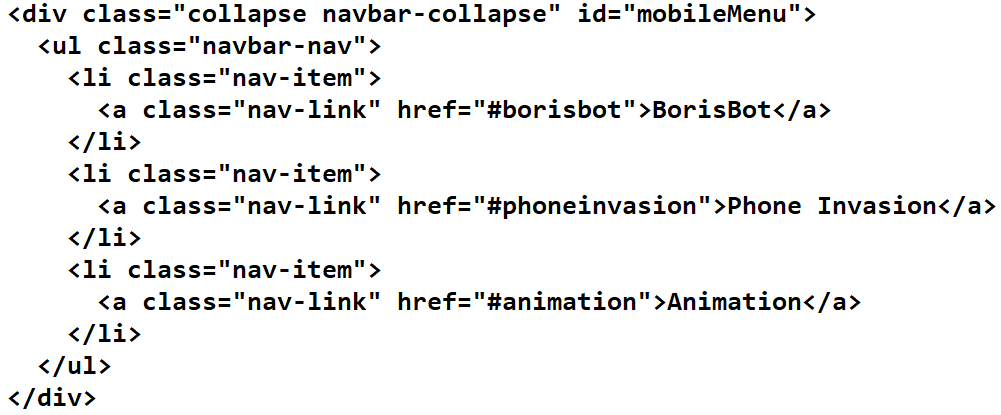 <div class="collapse navbar-collapse" id="mobileMenu">
  <ul class="navbar-nav">
    <li class="nav-item">
      <a class="nav-link" href="#borisbot">BorisBot</a>
    </li>
    <li class="nav-item">
      <a class="nav-link" href="#phoneinvasion">Phone Invasion</a>
    </li>
    <li class="nav-item">
      <a class="nav-link" href="#animation">Animation</a>
    </li>
  </ul>
</div>